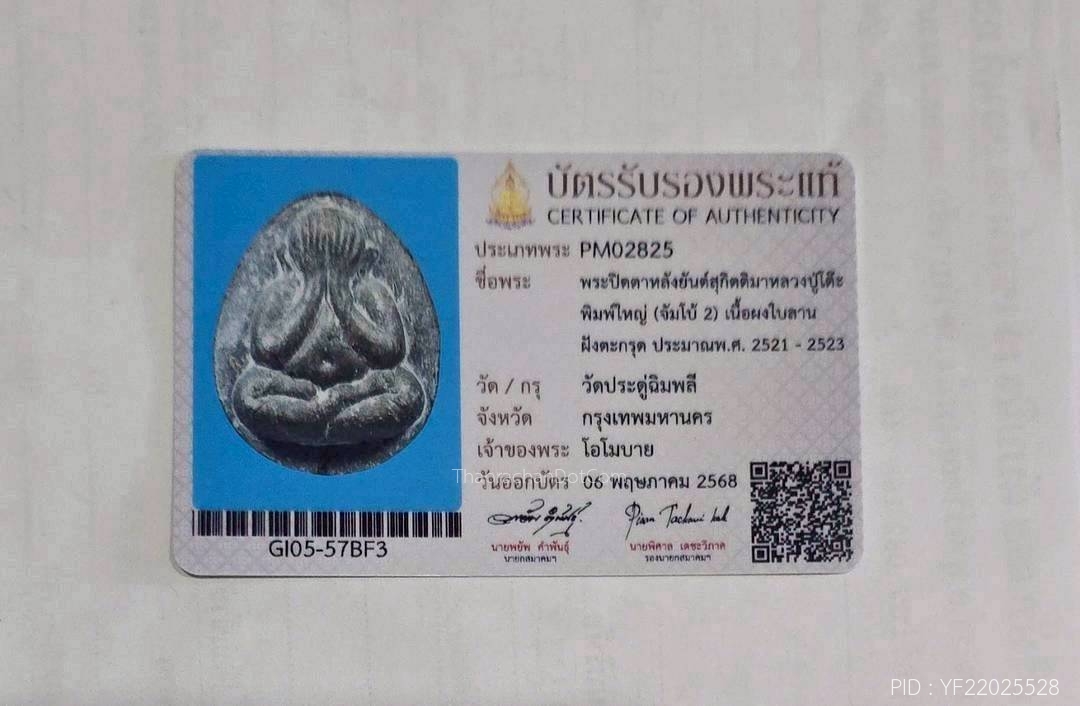 บัตรรับรองพระแท้
CERTIFICATE OF AUTHENTICITY
ประเภทพระ PM02825
ชื่อพระ พระปิดตาหลังยันต์สุกิตติมาหลวงปู่โต๊ะ
พิมพ์ใหญ่ (จัมโบ้ 2) เนื้อผงใบลาน
ฝังตะกรุด ประมาณพ.ศ. 2521 - 2523
วัด / กรุ วัดประดู่ฉิมพลี
จังหวัด กรุงเทพมหานคร
เจ้าของพระ โอโมบาย
ThaprachanDotCom
วันออกบัตร 06 พฤษภาคม 2568
นายพยัพ คำพันธุ์ นายพิศาล เตชะวิภาค
นายกสมาคมฯ รองนายกสมาคมฯ
GI05-57BF3
PID : YF22025528